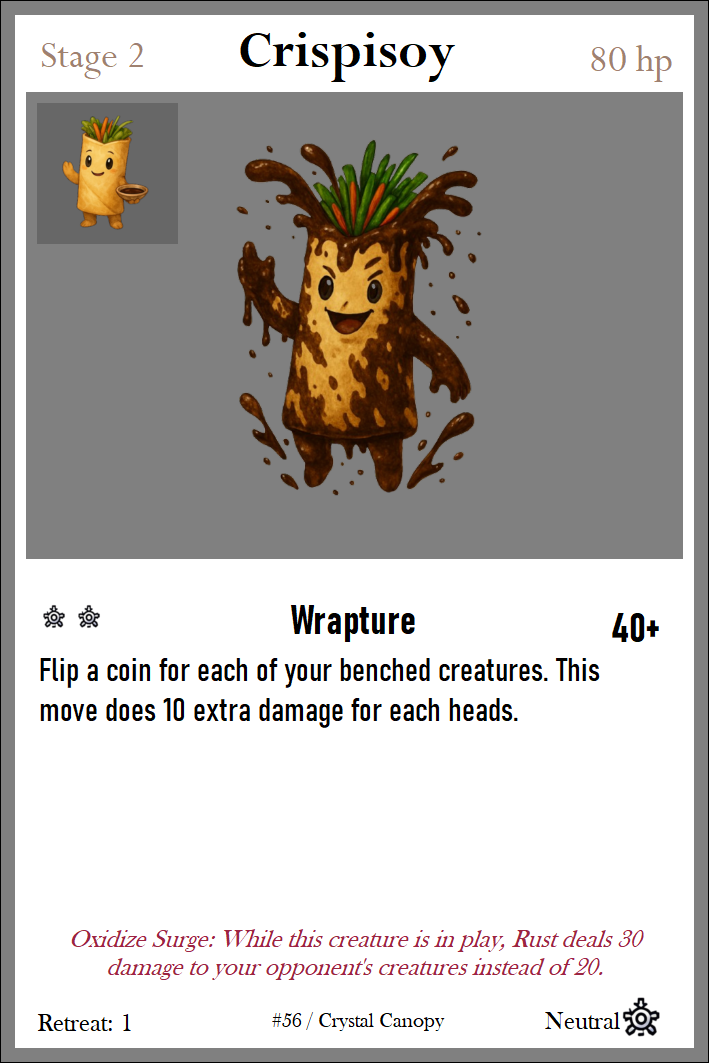 Stage 2
Crispisoy
80 hp
Wrapture
40+
Flip a coin for each of your benched creatures. This
move does 10 extra damage for each heads.
Oxidize Surge: While this creature is in play, Rust deals 30
damage to your opponent's creatures instead of 20.
Retreat: 1
#56 / Crystal Canopy
Neutral